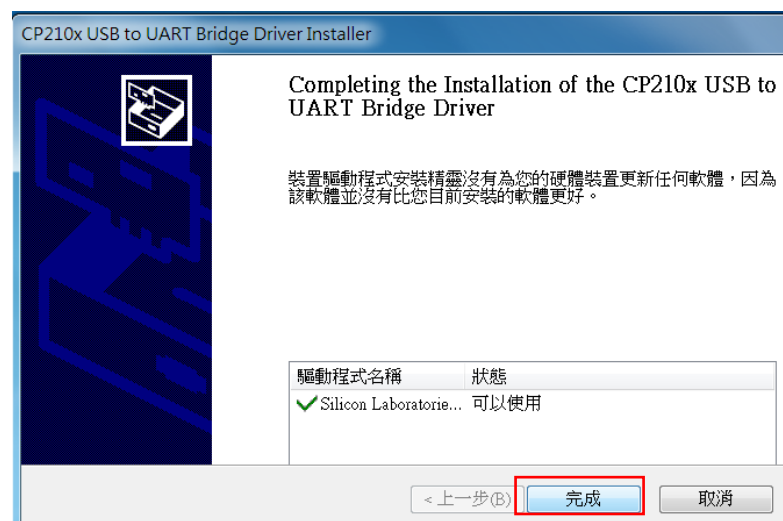 CP210x USB to UART Bridge Driver Installer
Completing the Installation of the CP210x USB to
UART Bridge Driver
裝置驅動程式安裝精靈沒有為您的硬體裝置更新任何軟體，因為
該軟體並沒有比您目前安裝的軟體更好。
驅動程式名稱 狀態
Silicon Laboratorie... 可以使用
< 上一步(B) 完成 取消